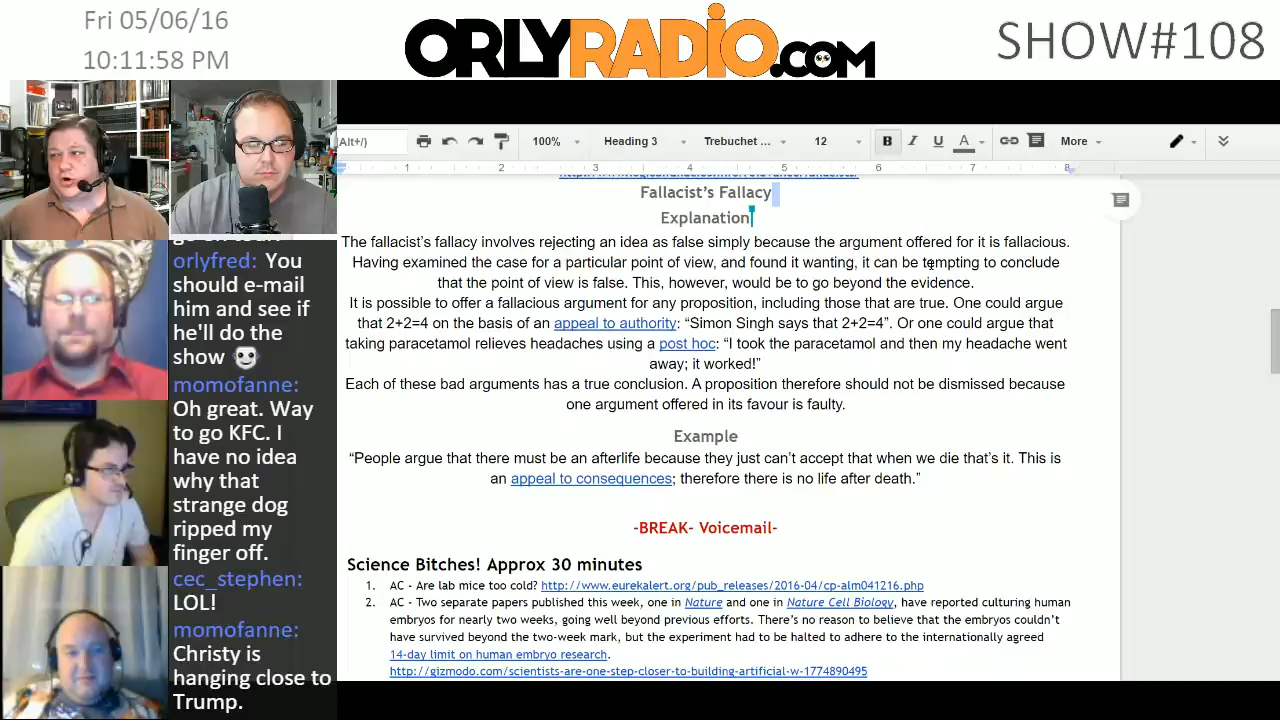 Fri 05/06/16
10:11:58 PM
ORLYRADIO.COM
SHOW#108
(Alt+/)
100%
Heading 3
Trebuchet ...
12
B
I
U
A
More
1
2
3
4
5
6
7
8
Fallacist's Fallacy
Explanation
The fallacist's fallacy involves rejecting an idea as false simply because the argument offered for it is fallacious.
Having examined the case for a particular point of view, and found it wanting, it can be tempting to conclude
that the point of view is false. This, however, would be to go beyond the evidence.
It is possible to offer a fallacious argument for any proposition, including those that are true. One could argue
that 2+2=4 on the basis of an appeal to authority: “Simon Singh says that 2+2=4”. Or one could argue that
taking paracetamol relieves headaches using a post hoc: “I took the paracetamol and then my headache went
away; it worked!”
Each of these bad arguments has a true conclusion. A proposition therefore should not be dismissed because
one argument offered in its favour is faulty.
Example
“People argue that there must be an afterlife because they just can't accept that when we die that's it. This is
an appeal to consequences; therefore there is no life after death.”
-BREAK- Voicemail-
Science Bitches! Approx 30 minutes
1. AC - Are lab mice too cold? http://www.eurekalert.org/pub_releases/2016-04/cp-alm041216.php
2. AC - Two separate papers published this week, one in Nature and one in Nature Cell Biology, have reported culturing human
embryos for nearly two weeks, going well beyond previous efforts. There's no reason to believe that the embryos couldn't
have survived beyond the two-week mark, but the experiment had to be halted to adhere to the internationally agreed
14-day limit on human embryo research.
http://gizmodo.com/scientists-are-one-step-closer-to-building-artificial-w-1774890495
orlyfred: You
should e-mail
him and see if
he'll do the
show
momofanne:
Oh great. Way
to go KFC. I
have no idea
why that
strange dog
ripped my
finger off.
cec_stephen:
LOL!
momofanne:
Christy is
hanging close to
Trump.